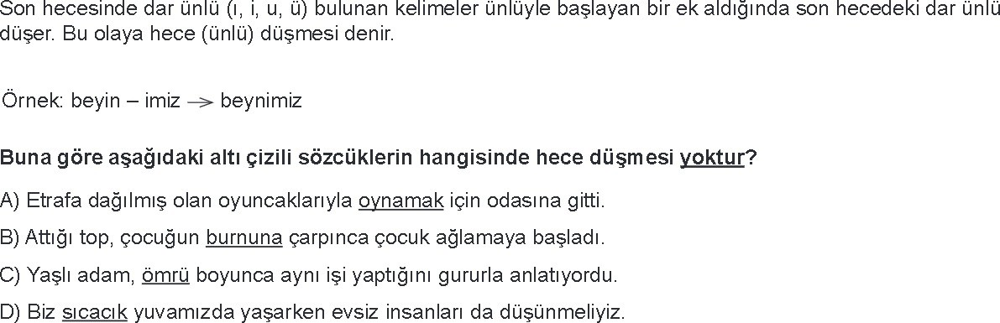 Son hecesinde dar ünlü (ı, i, u, ü) bulunan kelimeler ünlüyle başlayan bir ek aldığında son hecedeki dar ünlü
düşer. Bu olaya hece (ünlü) düşmesi denir.
Örnek: beyin – imiz → beynimiz
Buna göre aşağıdaki altı çizili sözcüklerin hangisinde hece düşmesi yoktur?
A) Etrafa dağılmış olan oyuncaklarıyla oynamak için odasına gitti.
B) Attığı top, çocuğun burnuna çarpınca çocuk ağlamaya başladı.
C) Yaşlı adam, ömrü boyunca aynı işi yaptığını gururla anlatıyordu.
D) Biz sıcacık yuvamızda yaşarken evsiz insanları da düşünmeliyiz.